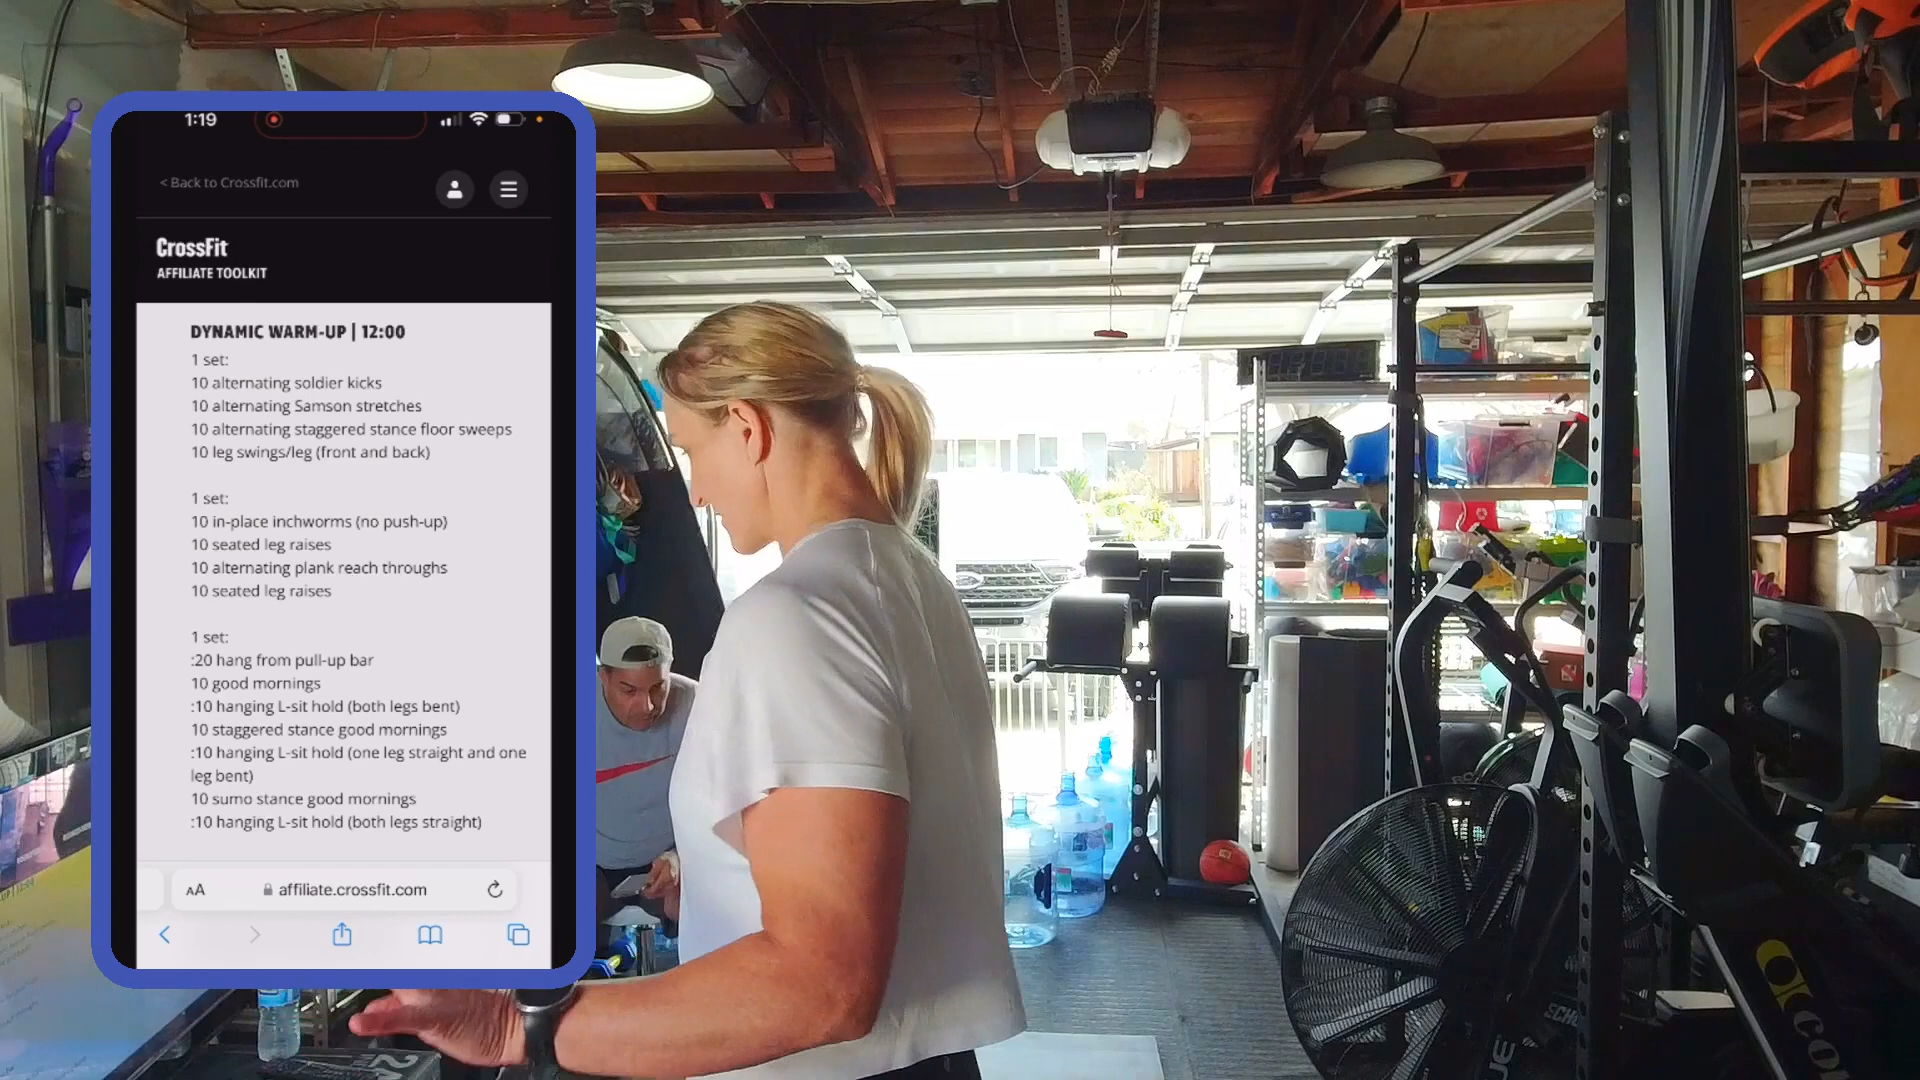 1:19
< Back to Crossfit.com
CrossFit
AFFILIATE TOOLKIT
DYNAMIC WARM-UP | 12:00
1 set:
10 alternating soldier kicks
10 alternating Samson stretches
10 alternating staggered stance floor sweeps
10 leg swings/leg (front and back)
1 set:
10 in-place inchworms (no push-up)
10 seated leg raises
10 alternating plank reach throughs
10 seated leg raises
1 set:
:20 hang from pull-up bar
10 good mornings
:10 hanging L-sit hold (both legs bent)
10 staggered stance good mornings
:10 hanging L-sit hold (one leg straight and one
leg bent)
10 sumo stance good mornings
:10 hanging L-sit hold (both legs straight)
AA
affiliate.crossfit.com